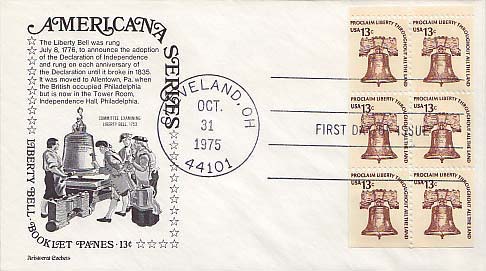 AMERICANA
SERIES
The Liberty Bell was rung
July 8, 1776, to announce the adoption
of the Declaration of Independence
and rung on each anniversary of
the Declaration until it broke in 1835.
It was moved to Allentown, Pa. when
the British occupied Philadelphia
but is now in the Tower Room,
Independence Hall, Philadelphia.
COMMITTEE EXAMINING
LIBERTY BELL, 1753
LIBERTY BELL BOOKLET PANES · 13¢
Aristocrat Cachets
ELAND, OH
OCT.
31
1975
44101
FIRST DAY OF ISSUE
PROCLAIM LIBERTY THROUGHOUT ALL THE LAND
USA 13c
PROCLAIM LIBERTY THROUGHOUT ALL THE LAND
USA 13c
PROCLAIM LIBERTY THROUGHOUT ALL THE LAND
USA 13c
PROCLAIM LIBERTY THROUGHOUT ALL THE LAND
USA 13c
PROCLAIM LIBERTY THROUGHOUT ALL THE LAND
USA 13c
PROCLAIM LIBERTY THROUGHOUT ALL THE LAND
USA 13c